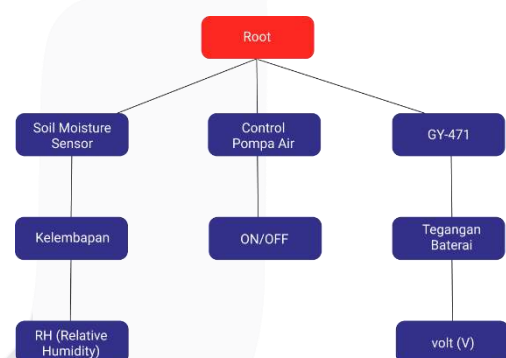 Root
Soil Moisture
Sensor
Control
Pompa Air
GY-471
Kelembapan
ON/OFF
Tegangan
Baterai
RH (Relative
Humidity)
volt (V)